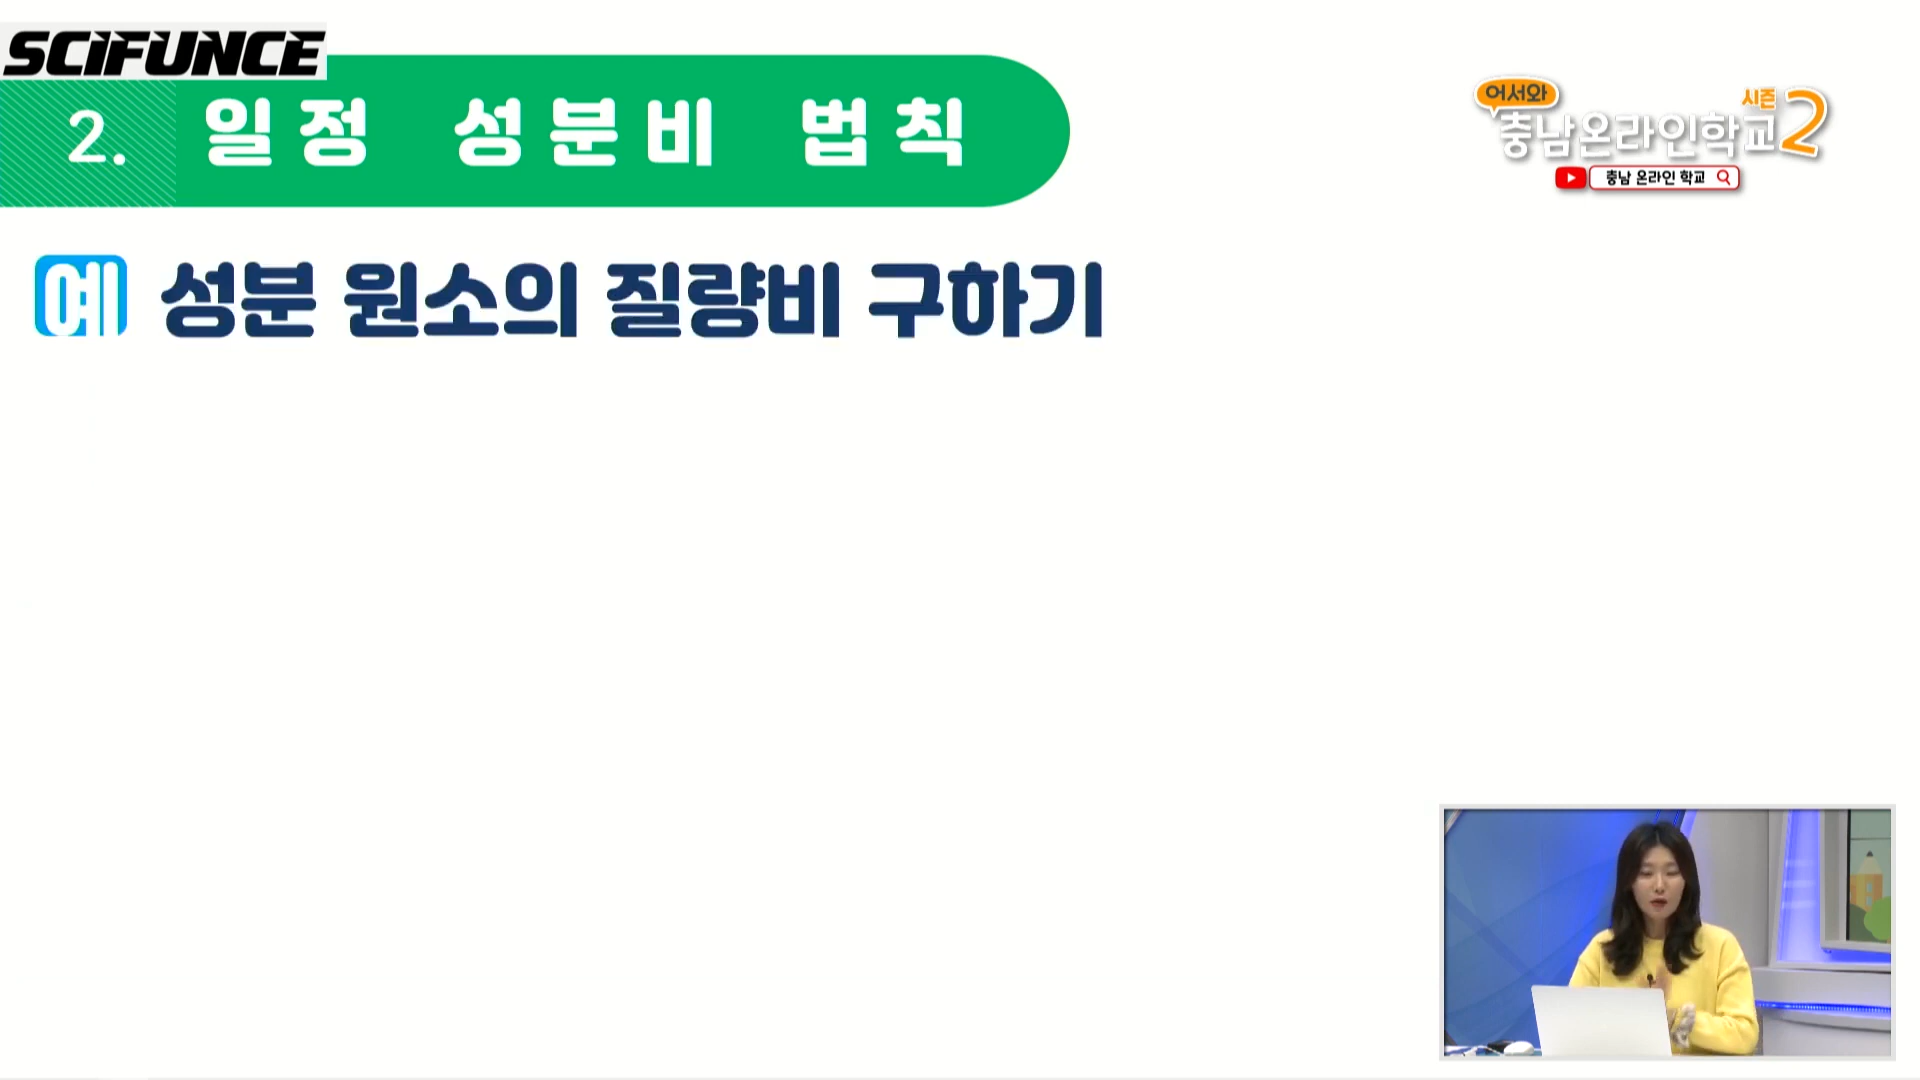 SCIFUNCE
2. 일정 성분비 법칙
어서와
충남온라인학교 시즌2
충남 온라인 학교
예 성분 원소의 질량비 구하기